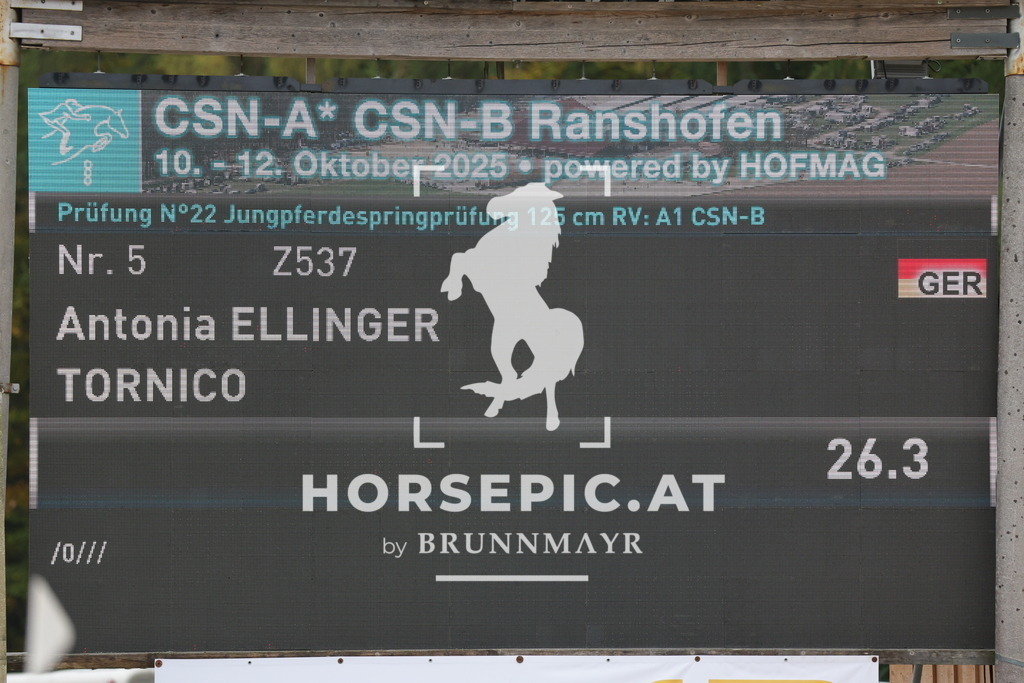 CSN-A* CSN-B Ranshofen
10. - 12. Oktober 2025 • powered by HOFMAG
Prüfung N°22 Jungpferdespringprüfung 125 cm RV: A1 CSN-B
Nr. 5 Z537
GER
Antonia ELLINGER
TORNICO
26.3
HORSEPIC.AT
by BRUNNMAYR
/0///